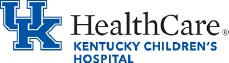 UK HealthCare®
KENTUCKY CHILDREN'S
HOSPITAL